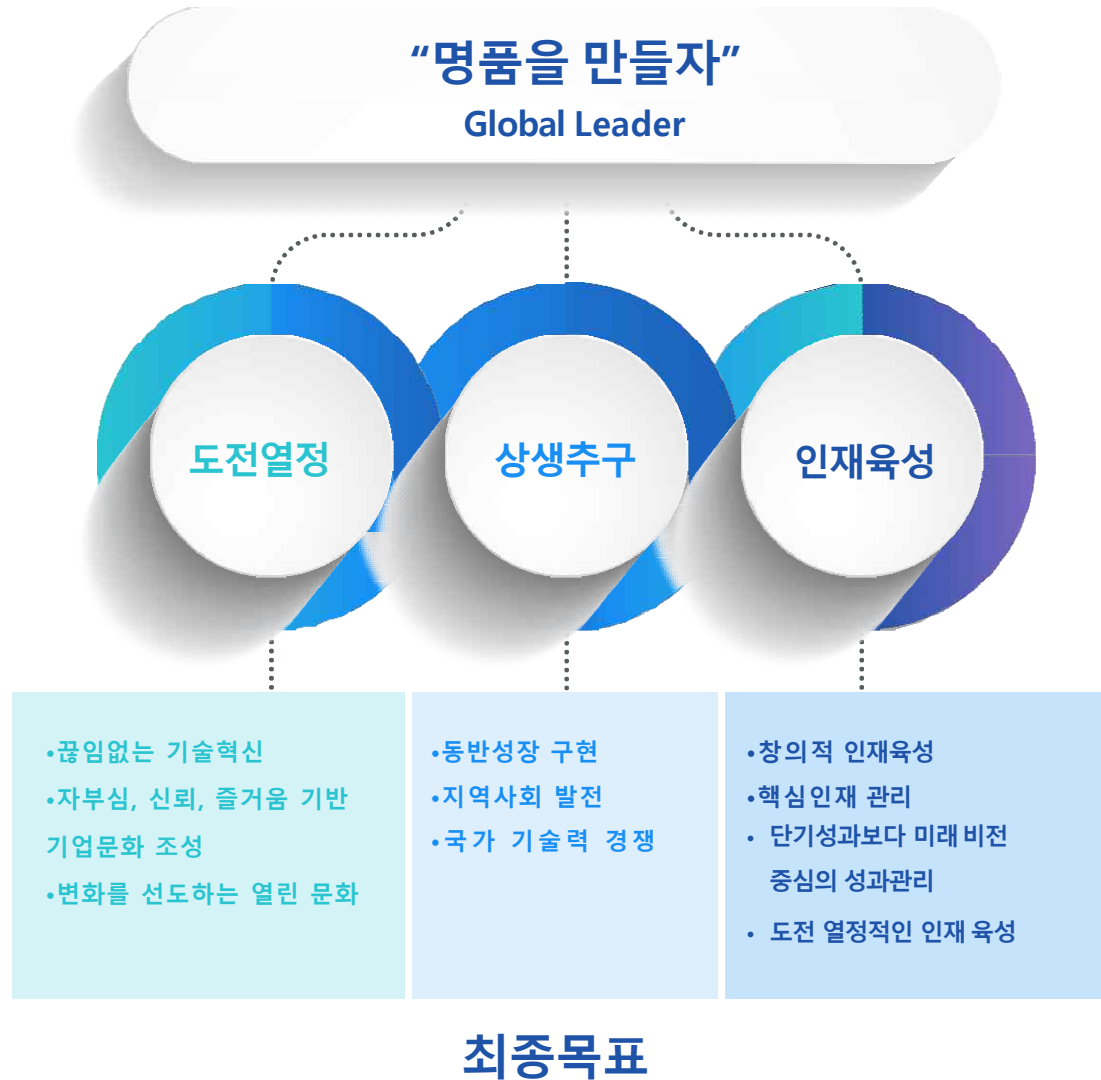 “명품을 만들자”
Global Leader
도전열정
상생추구
인재육성
•끊임없는 기술혁신
•자부심, 신뢰, 즐거움 기반
기업문화 조성
•변화를 선도하는 열린 문화
•동반성장 구현
•지역사회 발전
•국가 기술력 경쟁
•창의적 인재육성
•핵심인재 관리
• 단기성과보다 미래 비전
중심의 성과관리
• 도전 열정적인 인재 육성
최종목표